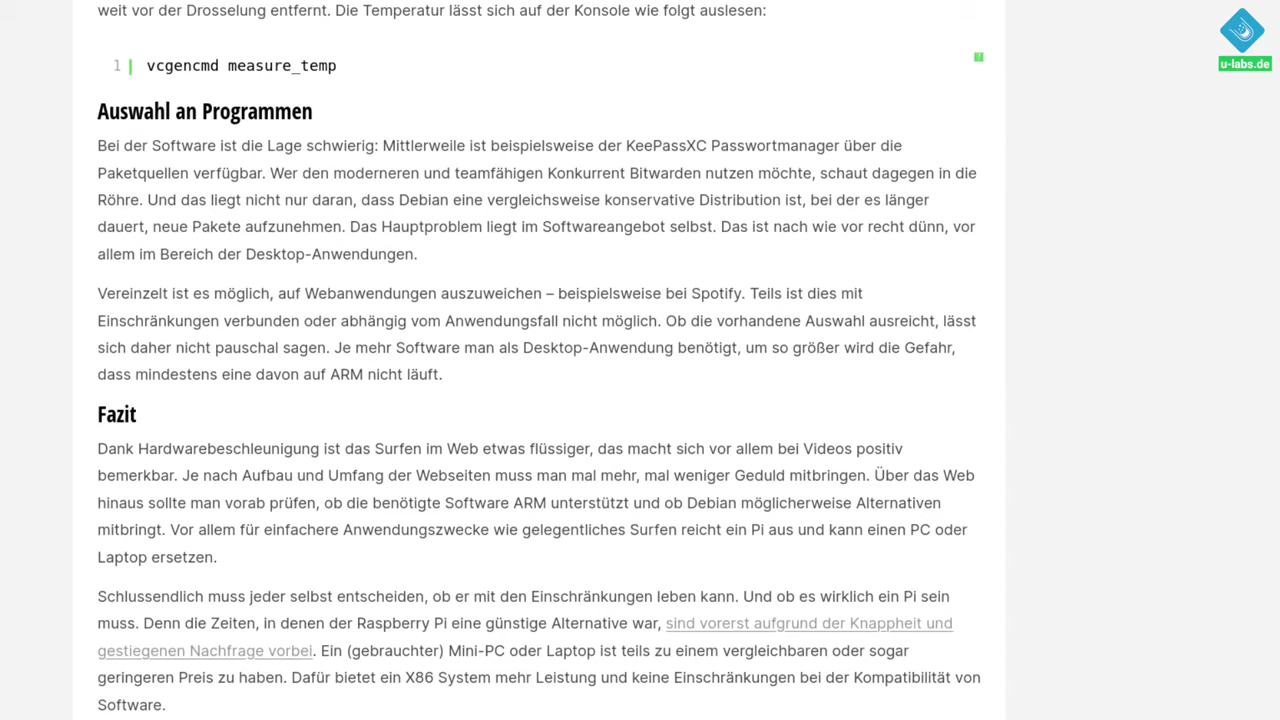 weit vor der Drosselung entfernt. Die Temperatur lässt sich auf der Konsole wie folgt auslesen:
u-labs.de
1 vcgencmd measure_temp
?
Auswahl an Programmen
Bei der Software ist die Lage schwierig: Mittlerweile ist beispielsweise der KeePassXC Passwortmanager über die
Paketquellen verfügbar. Wer den moderneren und teamfähigen Konkurrent Bitwarden nutzen möchte, schaut dagegen in die
Röhre. Und das liegt nicht nur daran, dass Debian eine vergleichsweise konservative Distribution ist, bei der es länger
dauert, neue Pakete aufzunehmen. Das Hauptproblem liegt im Softwareangebot selbst. Das ist nach wie vor recht dünn, vor
allem im Bereich der Desktop-Anwendungen.
Vereinzelt ist es möglich, auf Webanwendungen auszuweichen – beispielsweise bei Spotify. Teils ist dies mit
Einschränkungen verbunden oder abhängig vom Anwendungsfall nicht möglich. Ob die vorhandene Auswahl ausreicht, lässt
sich daher nicht pauschal sagen. Je mehr Software man als Desktop-Anwendung benötigt, um so größer wird die Gefahr,
dass mindestens eine davon auf ARM nicht läuft.
Fazit
Dank Hardwarebeschleunigung ist das Surfen im Web etwas flüssiger, das macht sich vor allem bei Videos positiv
bemerkbar. Je nach Aufbau und Umfang der Webseiten muss man mal mehr, mal weniger Geduld mitbringen. Über das Web
hinaus sollte man vorab prüfen, ob die benötigte Software ARM unterstützt und ob Debian möglicherweise Alternativen
mitbringt. Vor allem für einfachere Anwendungszwecke wie gelegentliches Surfen reicht ein Pi aus und kann einen PC oder
Laptop ersetzen.
Schlussendlich muss jeder selbst entscheiden, ob er mit den Einschränkungen leben kann. Und ob es wirklich ein Pi sein
muss. Denn die Zeiten, in denen der Raspberry Pi eine günstige Alternative war, sind vorerst aufgrund der Knappheit und
gestiegenen Nachfrage vorbei. Ein (gebrauchter) Mini-PC oder Laptop ist teils zu einem vergleichbaren oder sogar
geringeren Preis zu haben. Dafür bietet ein X86 System mehr Leistung und keine Einschränkungen bei der Kompatibilität von
Software.